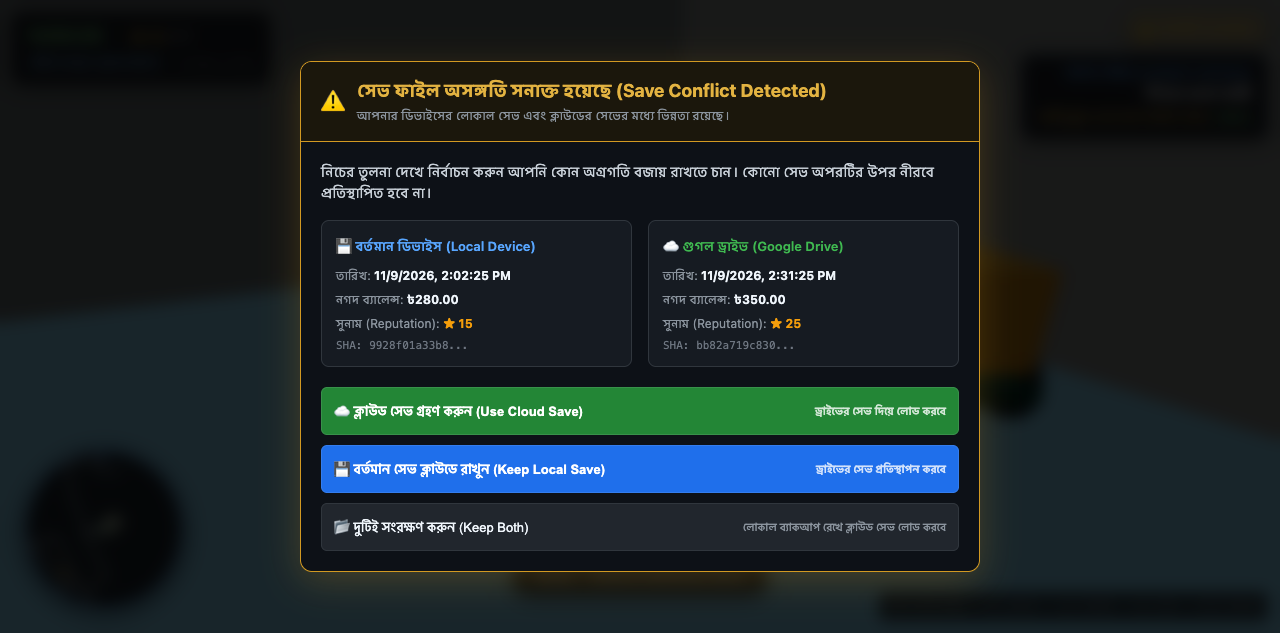 সেভ ফাইল অসঙ্গতি সনাক্ত হয়েছে (Save Conflict Detected)
আপনার ডিভাইসের লোকাল সেভ এবং ক্লাউডের সেভের মধ্যে ভিন্নতা রয়েছে।
নিচের তুলনা দেখে নির্বাচন করুন আপনি কোন অগ্রগতি বজায় রাখতে চান। কোনো সেভ অপরটির উপর নীরবে
প্রতিস্থাপিত হবে না।
বর্তমান ডিভাইস (Local Device)
তারিখ: 11/9/2026, 2:02:25 PM
নগদ ব্যালেন্স: ৳280.00
সুনাম (Reputation): ⭐ 15
SHA: 9928f01a33b8...
গুগল ড্রাইভ (Google Drive)
তারিখ: 11/9/2026, 2:31:25 PM
নগদ ব্যালেন্স: ৳350.00
সুনাম (Reputation): ⭐ 25
SHA: bb82a719c830...
ক্লাউড সেভ গ্রহণ করুন (Use Cloud Save) ড্রাইভের সেভ দিয়ে লোড করবে
বর্তমান সেভ ক্লাউডে রাখুন (Keep Local Save) ড্রাইভের সেভ প্রতিস্থাপন করবে
দুটিই সংরক্ষণ করুন (Keep Both) লোকাল ব্যাকআপ রেখে ক্লাউড সেভ লোড করবে